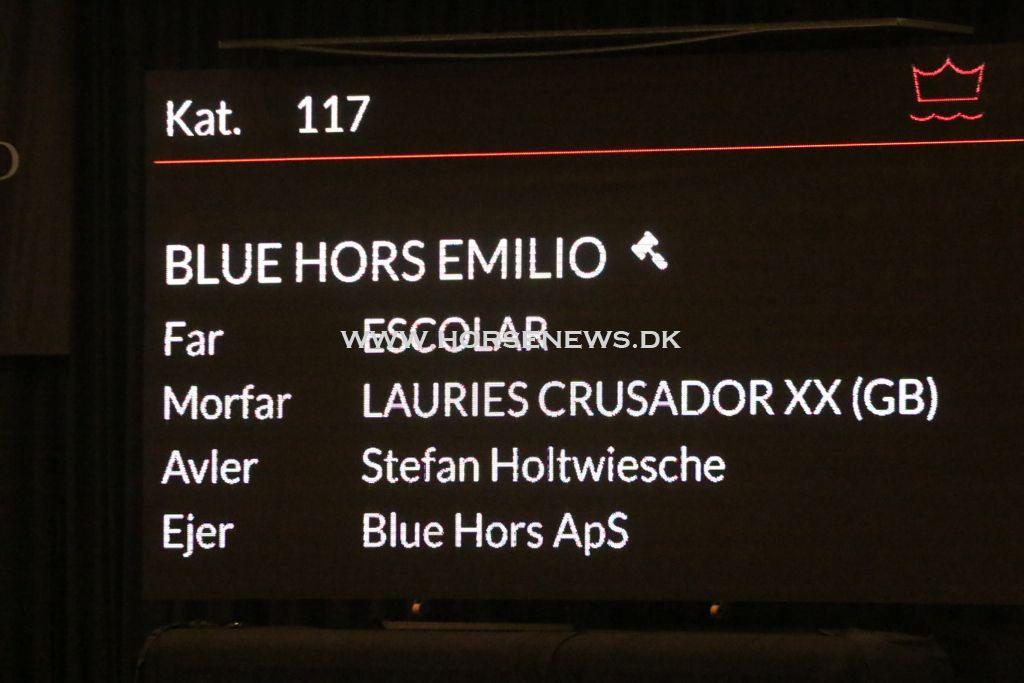 Kat. 117
BLUE HORS EMILIO
Far ESCOLAR
WWW.HORSENEWS.DK
Morfar LAURIES CRUSADOR XX (GB)
Avler Stefan Holtwiesche
Ejer Blue Hors ApS